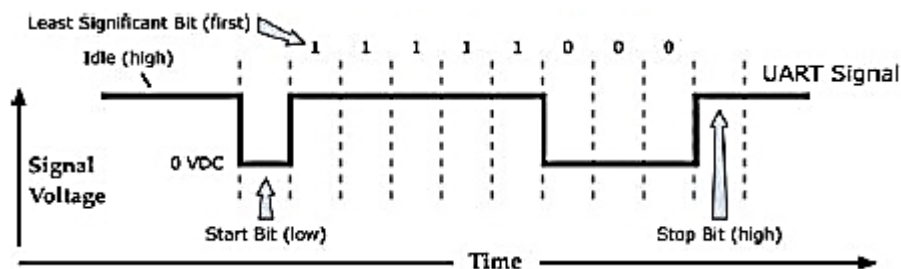 Least Significant Bit (first)
1 1 1 1 1 0 0 0
Idle (high)
UART Signal
0 VDC
Signal
Voltage
Start Bit (low)
Stop Bit (high)
Time